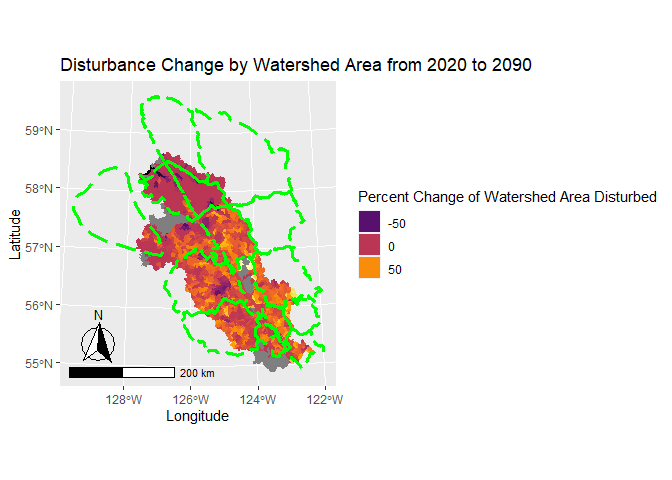 Disturbance Change by Watershed Area from 2020 to 2090
59°N
58°N
57°N
56°N
55°N
Latitude
N
200 km
128°W
126°W
124°W
122°W
Longitude
Percent Change of Watershed Area Disturbed
-50
0
50